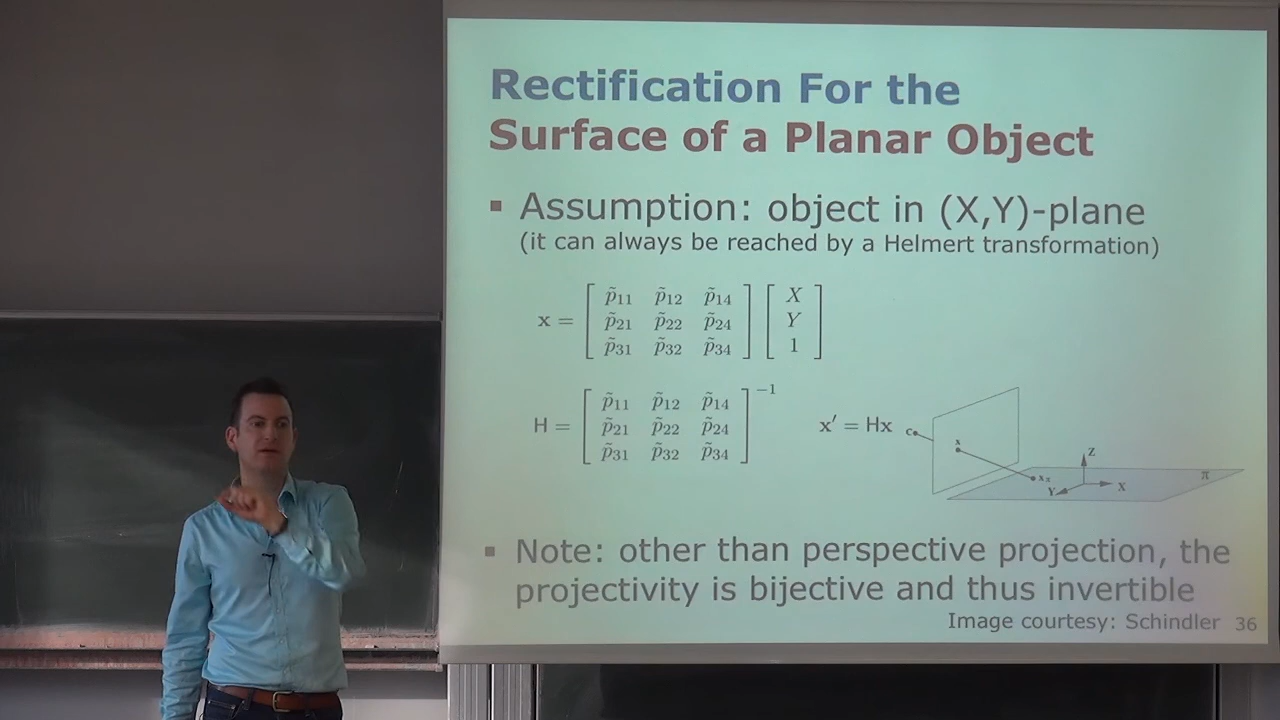 Rectification For the
Surface of a Planar Object
▪ Assumption: object in (X,Y)-plane
(it can always be reached by a Helmert transformation)
x = [ p̃11 p̃12 p̃14 ] [ X ]
[ p̃21 p̃22 p̃24 ] [ Y ]
[ p̃31 p̃32 p̃34 ] [ 1 ]
H = [ p̃11 p̃12 p̃14 ]⁻¹ x′ = Hx
[ p̃21 p̃22 p̃24 ]
[ p̃31 p̃32 p̃34 ]
c
x
xπ
Z
Y
X
π
▪ Note: other than perspective projection, the
projectivity is bijective and thus invertible
Image courtesy: Schindler 36